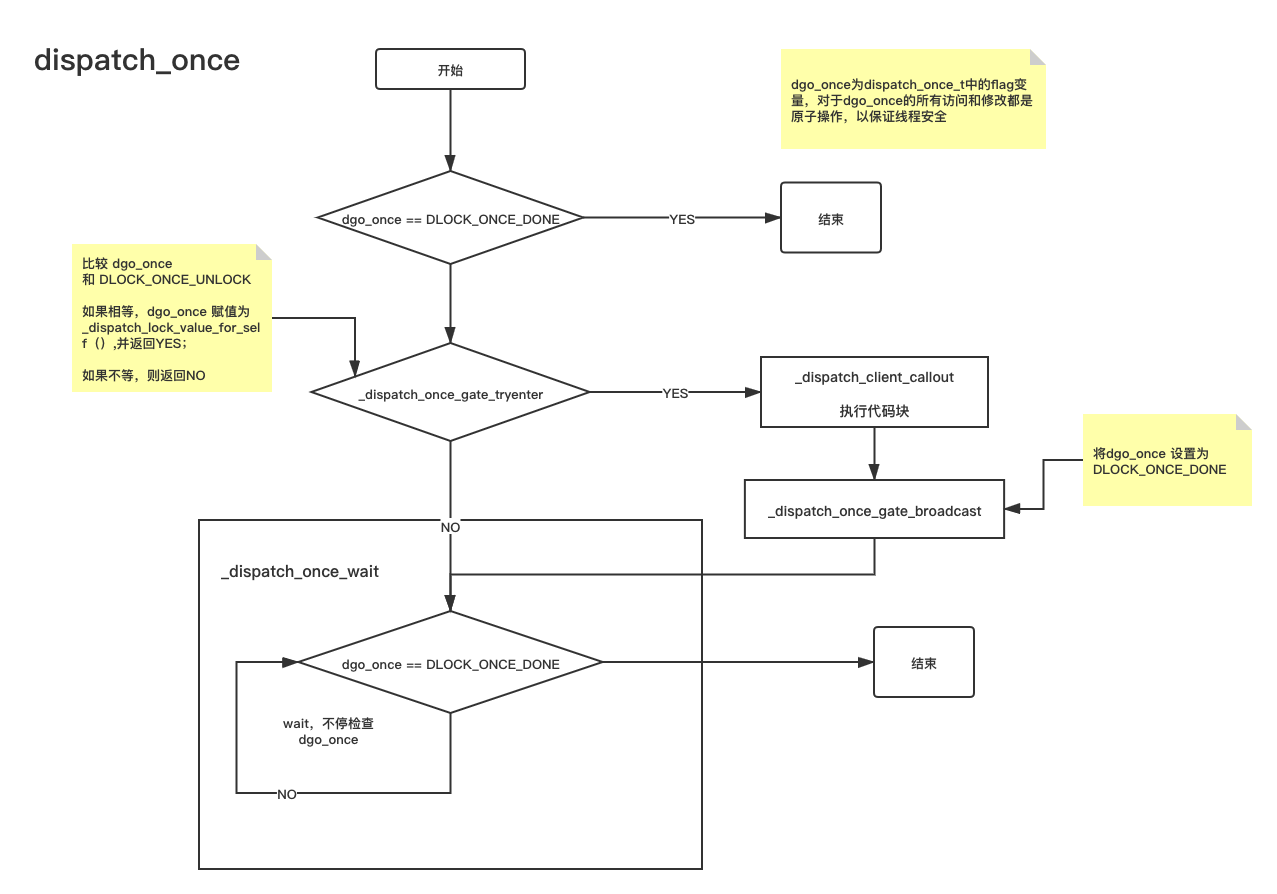 dispatch_once
开始
dgo_once为dispatch_once_t中的flag变
量，对于dgo_once的所有访问和修改都是
原子操作，以保证线程安全
dgo_once == DLOCK_ONCE_DONE
YES
结束
比较 dgo_once
和 DLOCK_ONCE_UNLOCK
如果相等，dgo_once 赋值为
_dispatch_lock_value_for_sel
f（）,并返回YES；
如果不等，则返回NO
_dispatch_once_gate_tryenter
YES
_dispatch_client_callout
执行代码块
将dgo_once 设置为
DLOCK_ONCE_DONE
_dispatch_once_gate_broadcast
NO
_dispatch_once_wait
dgo_once == DLOCK_ONCE_DONE
结束
wait，不停检查
dgo_once
NO